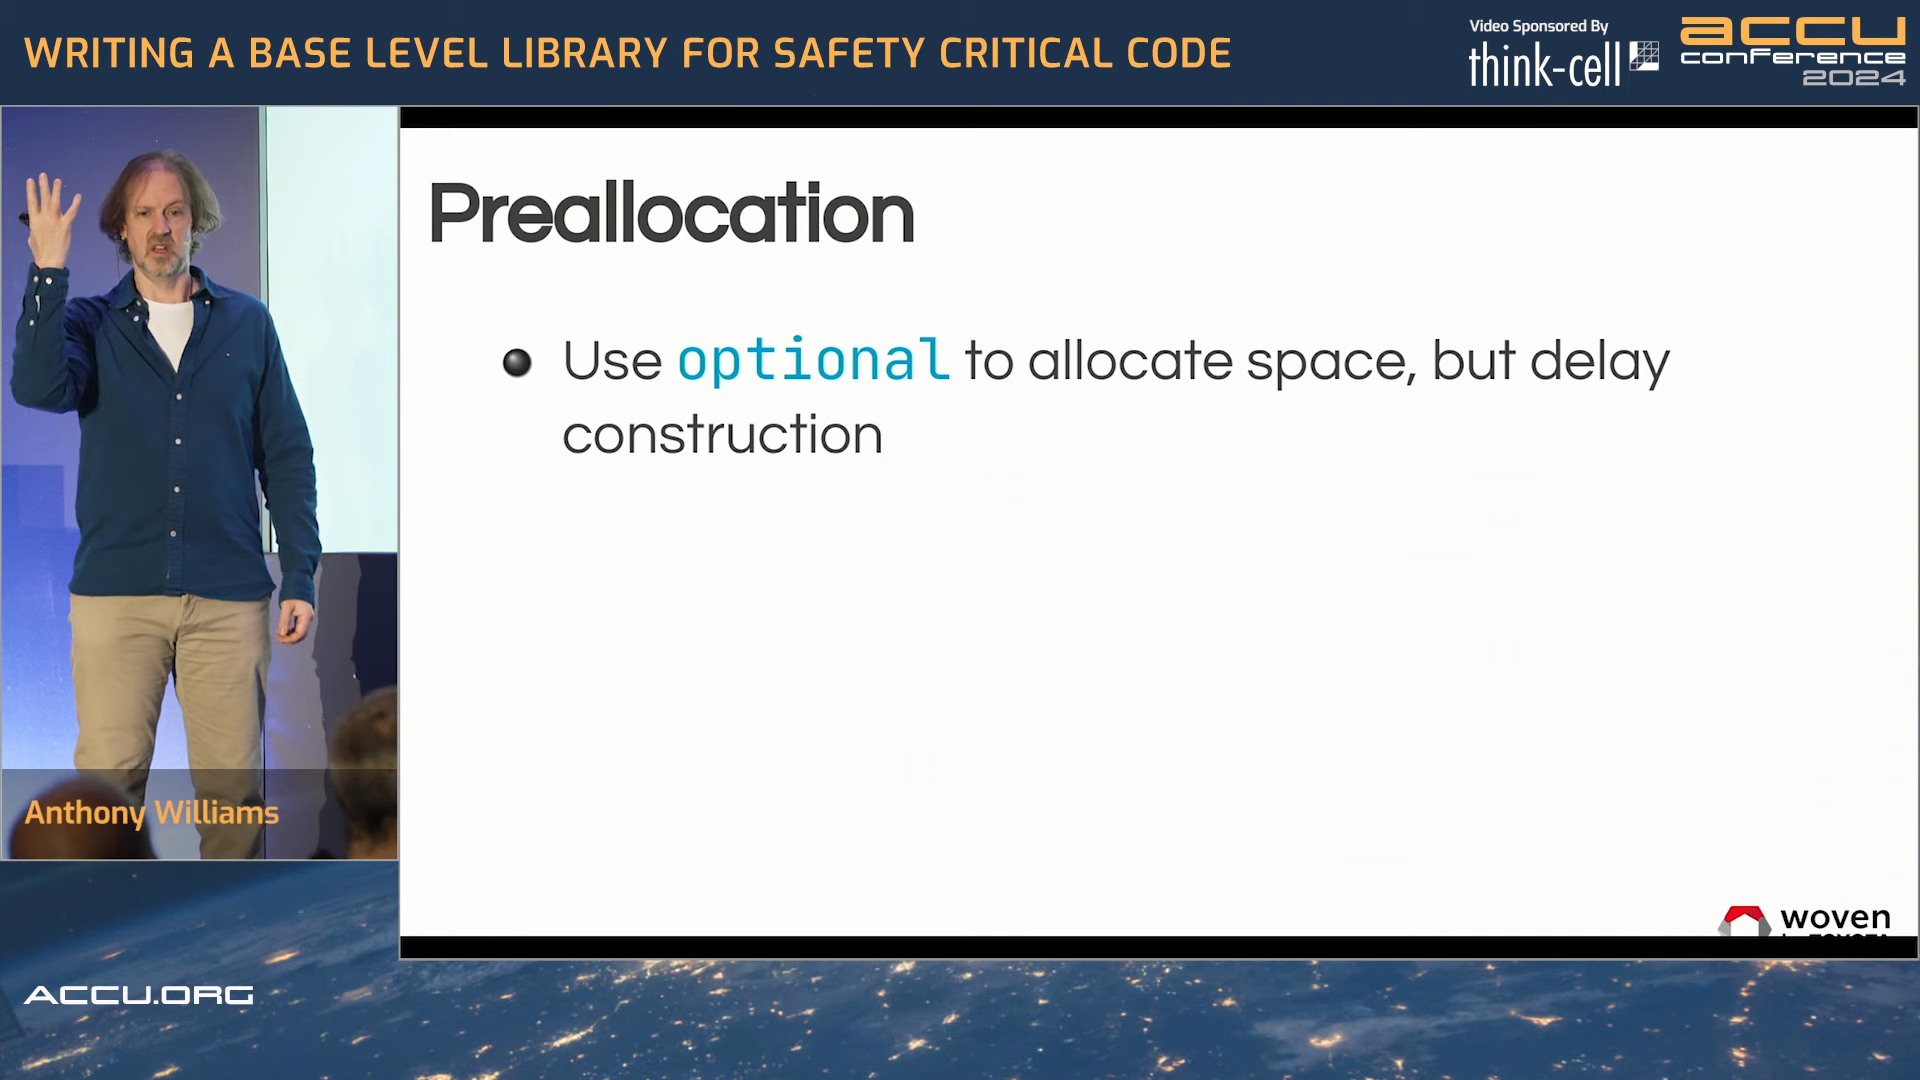 WRITING A BASE LEVEL LIBRARY FOR SAFETY CRITICAL CODE
Video Sponsored By
think-cell
accu
conference
2024
Preallocation
Use optional to allocate space, but delay
construction
Anthony Williams
woven
ACCU.ORG